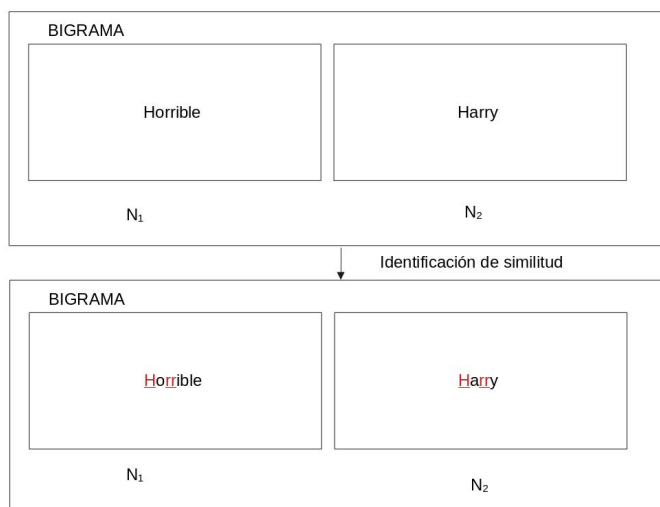 BIGRAMA
Horrible Harry
N₁ N₂
Identificación de similitud
BIGRAMA
Horrible Harry
N₁ N₂